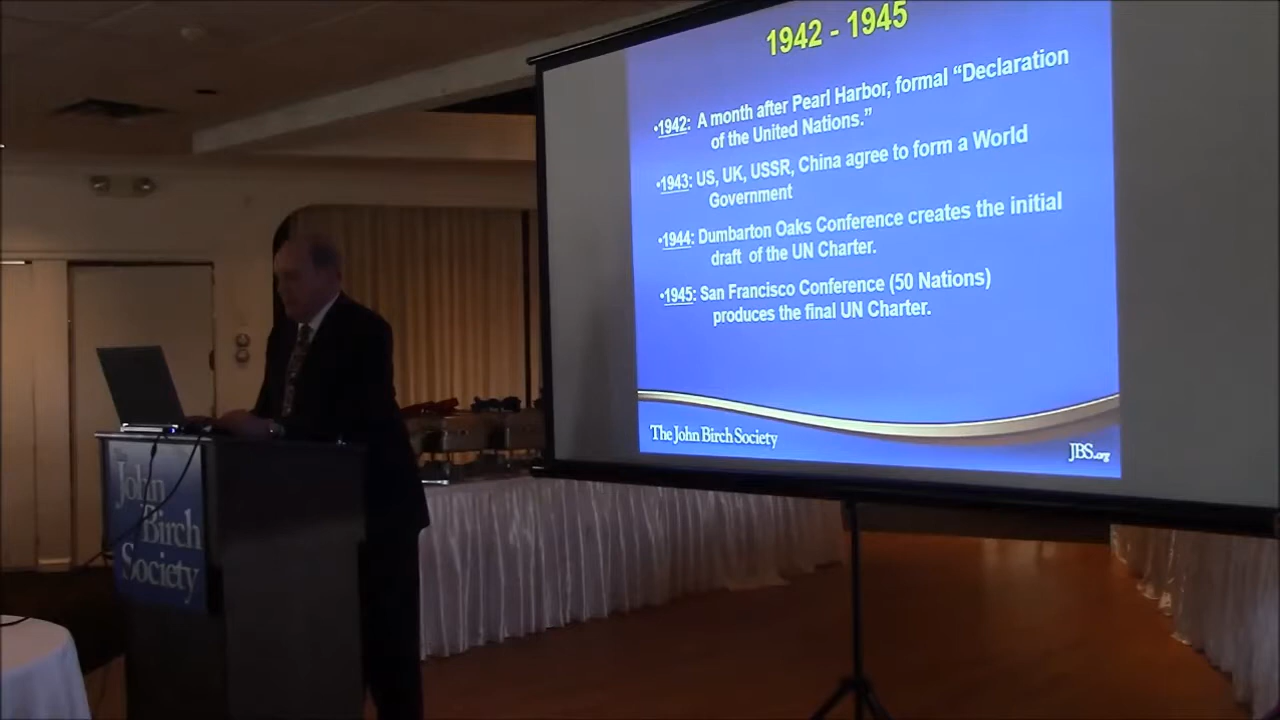 1942 - 1945
•1942: A month after Pearl Harbor, formal “Declaration
of the United Nations.”
•1943: US, UK, USSR, China agree to form a World
Government
•1944: Dumbarton Oaks Conference creates the initial
draft of the UN Charter.
•1945: San Francisco Conference (50 Nations)
produces the final UN Charter.
The John Birch Society
JBS.org
The
John
Birch
Society